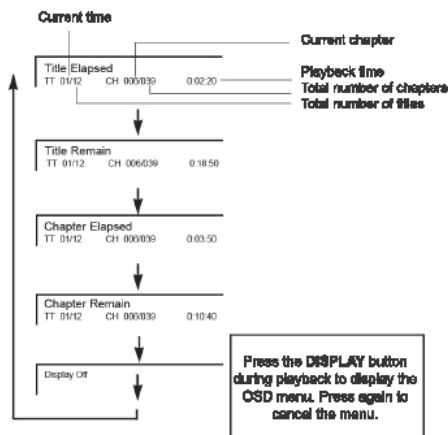 Current time
Current chapter
Title Elapsed
TT 01/12 CH 006/039 0:02:20
Playback time
Total number of chapters
Total number of titles
Title Remain
TT 01/12 CH 006/039 0:18:50
Chapter Elapsed
TT 01/12 CH 006/039 0:03:50
Chapter Remain
TT 01/12 CH 006/039 0:10:40
Display Off
Press the DISPLAY button
during playback to display the
OSD menu. Press again to
cancel the menu.